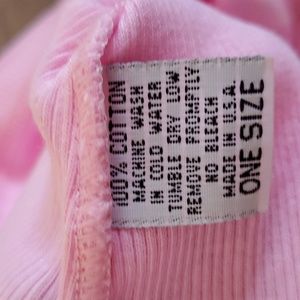 100% COTTON
MACHINE WASH
IN COLD WATER
TUMBLE DRY LOW
REMOVE PROMPTLY
NO BLEACH
MADE IN U.S.A.
ONE SIZE